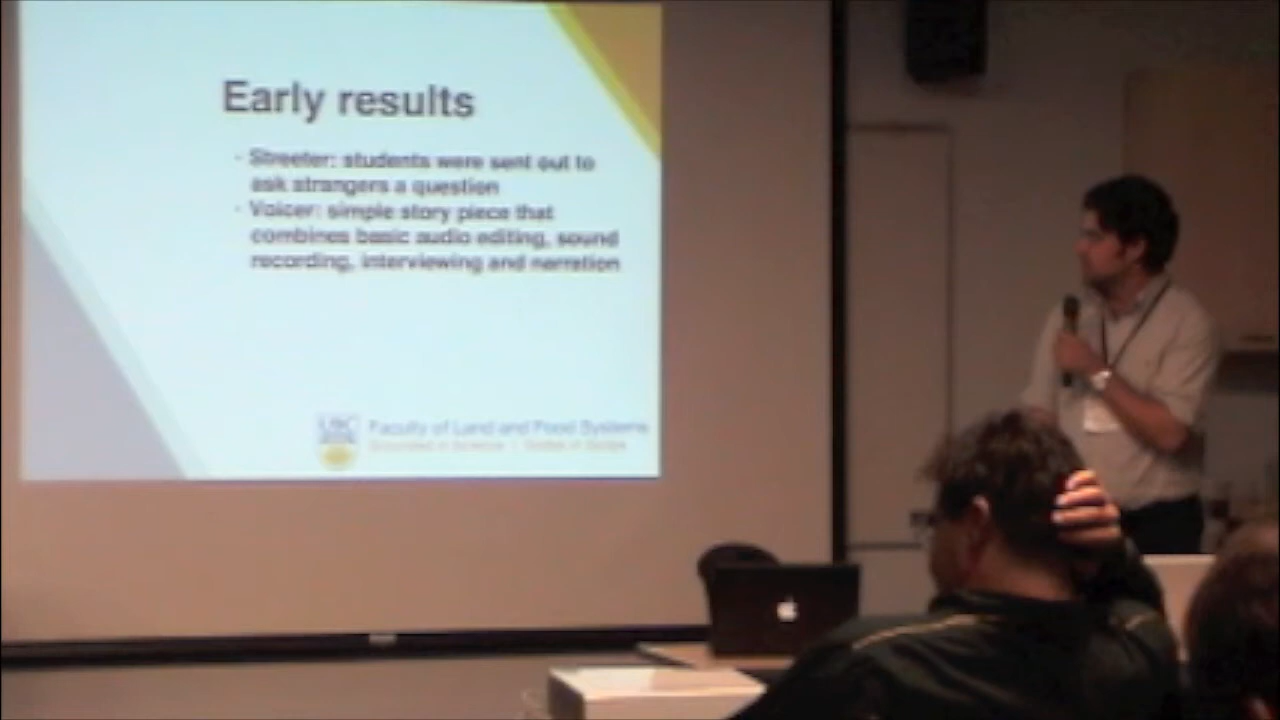 Early results
· Streeter: students were sent out to
ask strangers a question
· Voicer: simple story piece that
combines basic audio editing, sound
recording, interviewing and narration
UBC
Faculty of Land and Food Systems